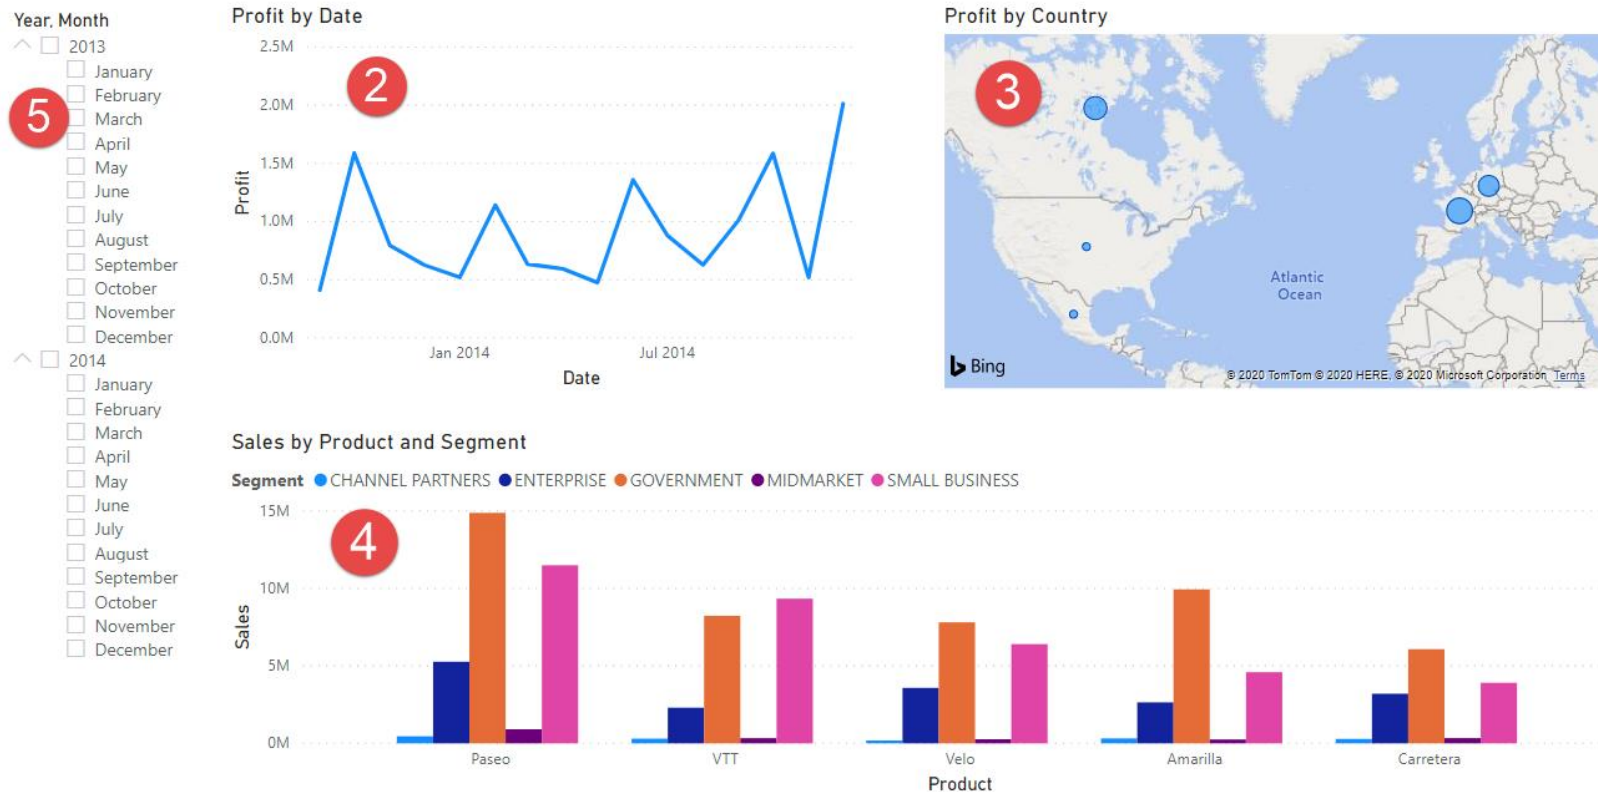 Year, Month
2013
January
February
5
March
April
May
June
July
August
September
October
November
December
2014
January
February
March
April
May
June
July
August
September
October
November
December
Profit by Date
2.5M
2
2.0M
1.5M
1.0M
0.5M
0.0M
Profit
Jan 2014 Jul 2014
Date
Profit by Country
3
Atlantic
Ocean
Bing
© 2020 TomTom © 2020 HERE, © 2020 Microsoft Corporation Terms
Sales by Product and Segment
Segment CHANNEL PARTNERS ENTERPRISE GOVERNMENT MIDMARKET SMALL BUSINESS
15M
4
10M
5M
0M
Sales
Paseo VTT Velo Amarilla Carretera
Product